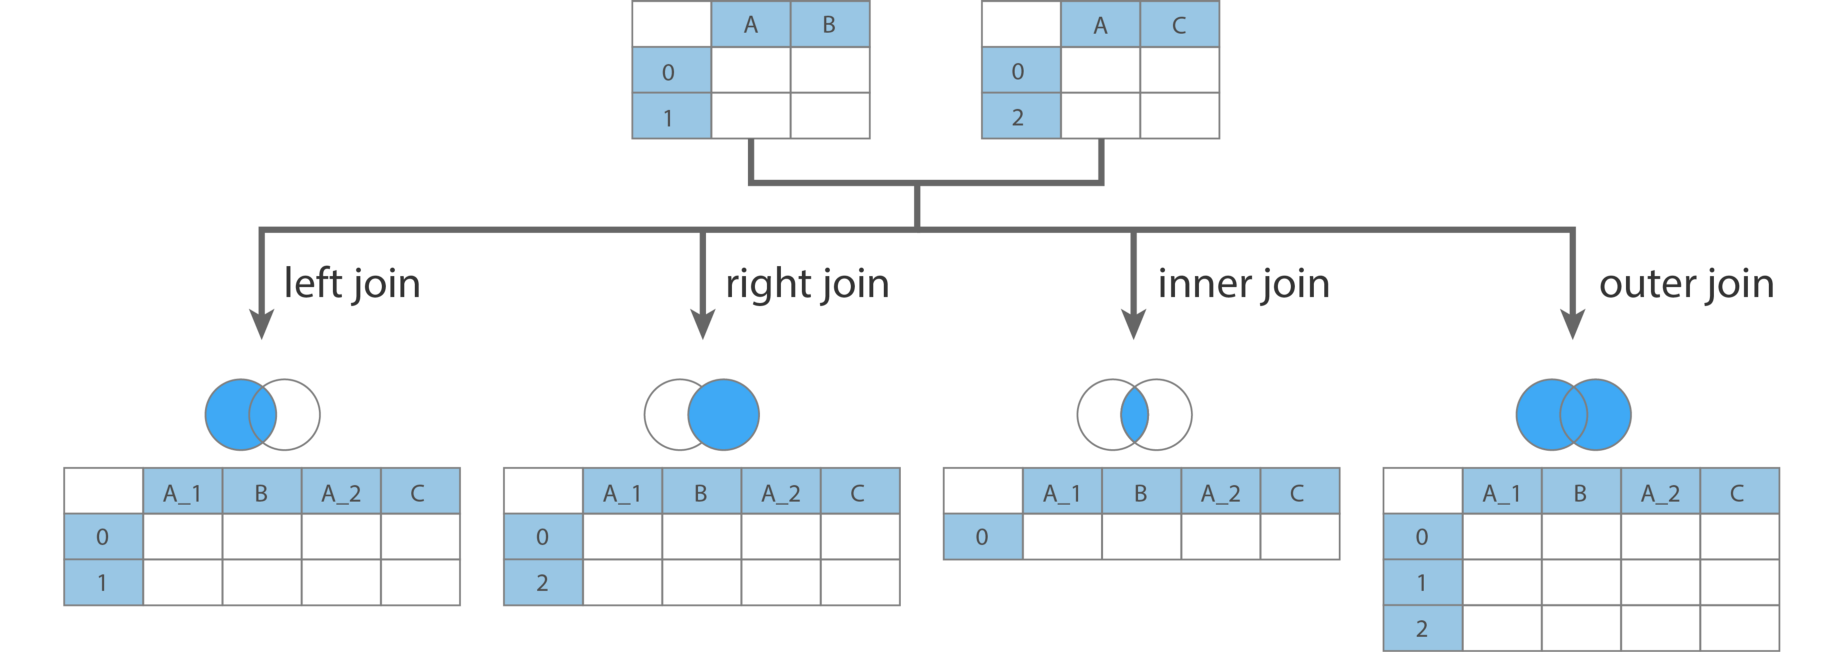 A B
0
1
A C
0
2
left join
right join
inner join
outer join
A_1 B A_2 C
0
1
A_1 B A_2 C
0
2
A_1 B A_2 C
0
A_1 B A_2 C
0
1
2